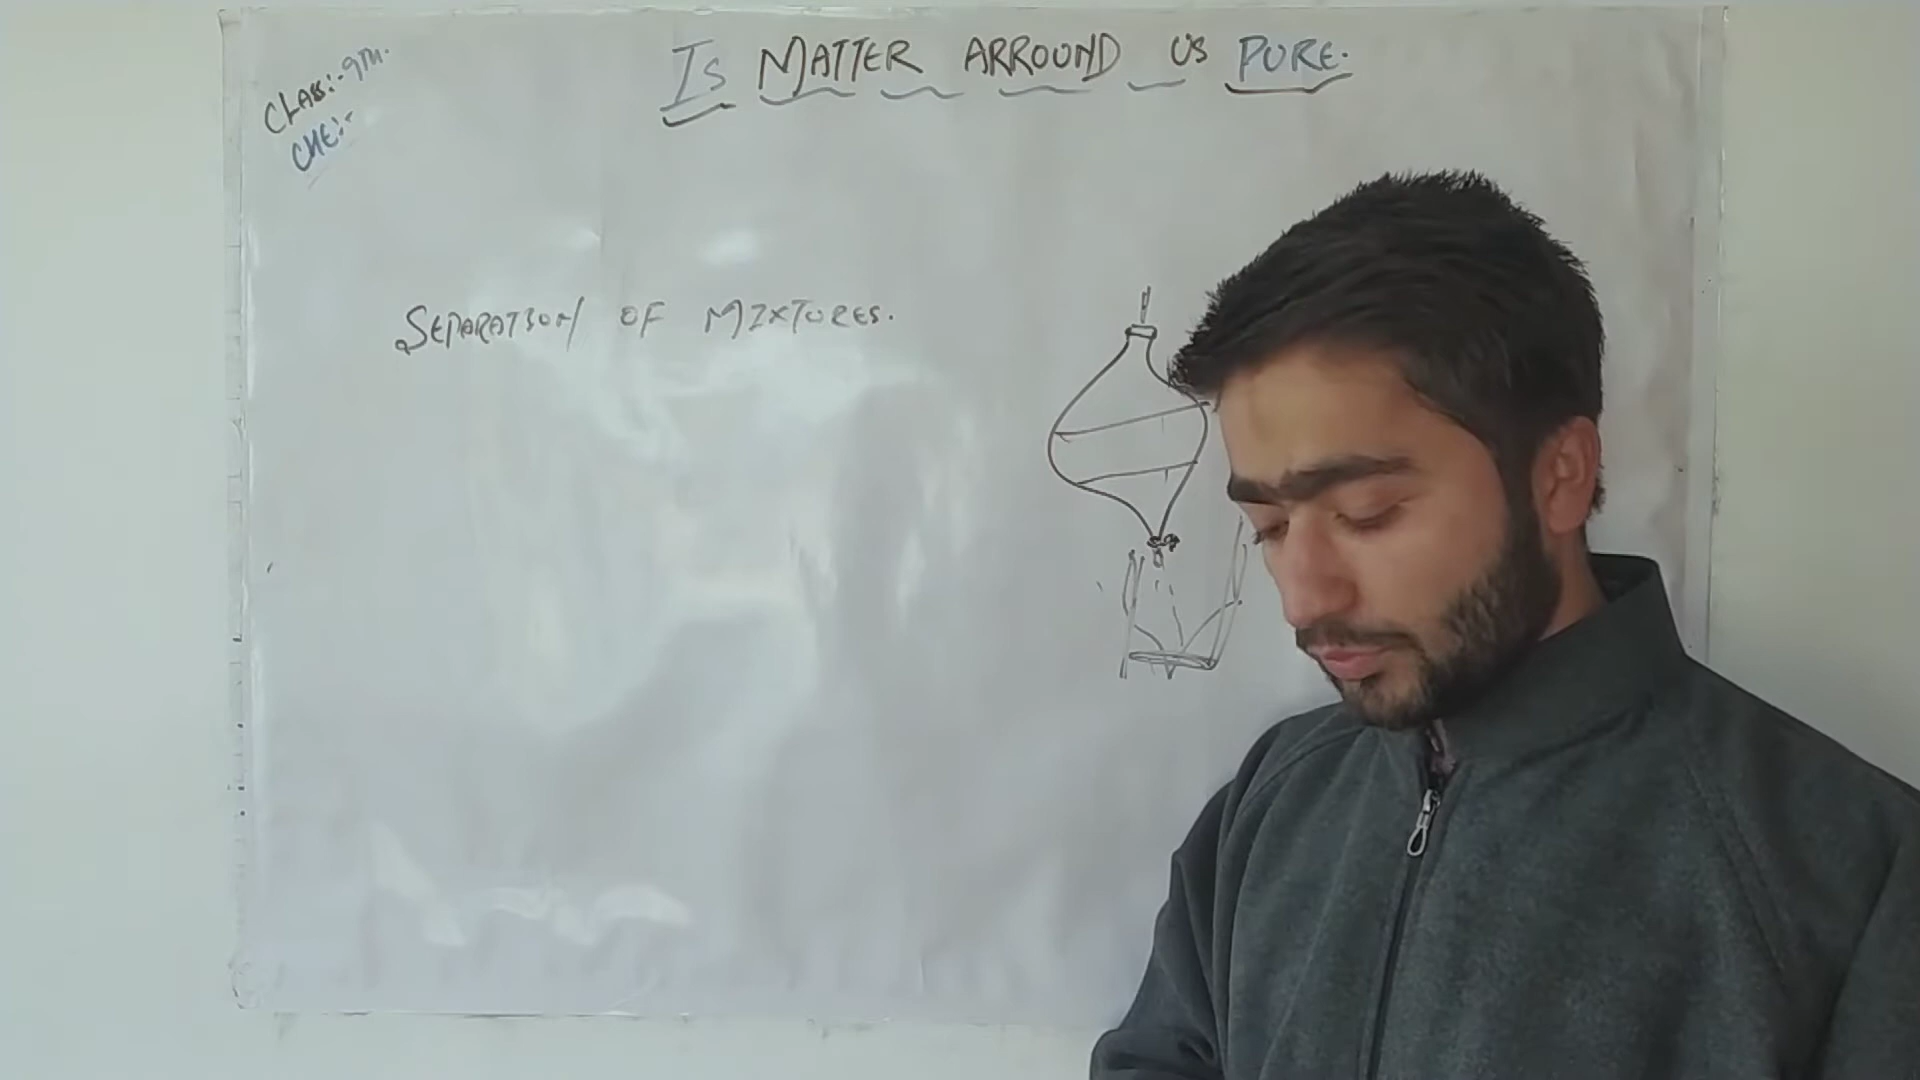 IS MATTER ARROUND US PURE.
CLASS:-9TH.
CHE:-
SEPARATION OF MIXTURES.